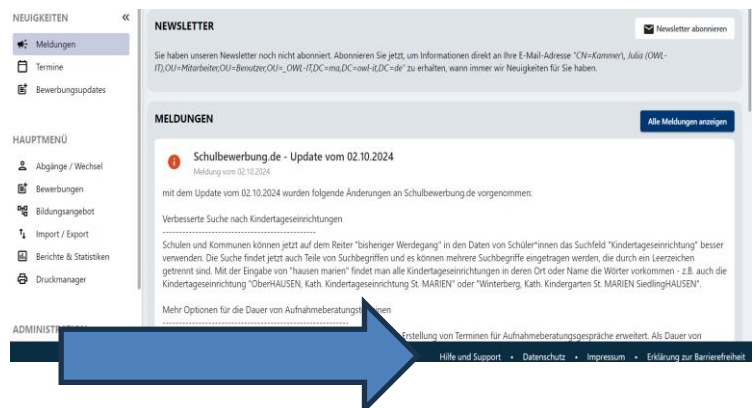 NEUIGKEITEN «
Meldungen
Termine
Bewerbungsupdates
HAUPTMENÜ
Abgänge / Wechsel
Bewerbungen
Bildungsangebot
Import / Export
Berichte & Statistiken
Druckmanager
NEWSLETTER
Newsletter abonnieren
Sie haben unseren Newsletter noch nicht abonniert. Abonnieren Sie jetzt, um Informationen direkt an Ihre E-Mail-Adresse "CN=Kammer\, Julia (OWL-
IT),OU=Mitarbeiter,OU=Benutzer,OU=_OWL-IT,DC=ma,DC=owl-it,DC=de" zu erhalten, wann immer wir Neuigkeiten für Sie haben.
MELDUNGEN
Alle Meldungen anzeigen
Schulbewerbung.de - Update vom 02.10.2024
Meldung vom 02.10.2024
mit dem Update vom 02.10.2024 wurden folgende Änderungen an Schulbewerbung.de vorgenommen:
Verbesserte Suche nach Kindertageseinrichtungen
------------------------------------------------
Schulen und Kommunen können jetzt auf dem Reiter "bisheriger Werdegang" in den Daten von Schüler*innen das Suchfeld "Kindertageseinrichtung" besser
verwenden. Die Suche findet jetzt auch Teile von Suchbegriffen und es können mehrere Suchbegriffe eingetragen werden, die durch ein Leerzeichen
getrennt sind. Mit der Eingabe von "hausen marien" findet man alle Kindertageseinrichtungen in deren Ort oder Name die Wörter vorkommen - z.B. auch die
Kindertageseinrichtung "OberHAUSEN, Kath. Kindertageseinrichtung St. MARIEN" oder "Winterberg, Kath. Kindergarten St. MARIEN SiedlingHAUSEN".
Mehr Optionen für die Dauer von
------------------------------------------------
Erstellung von Terminen für Aufnahmeberatungsgespräche erweitert. Als Dauer von
Hilfe und Support • Datenschutz • Impressum • Erklärung zur Barrierefreiheit